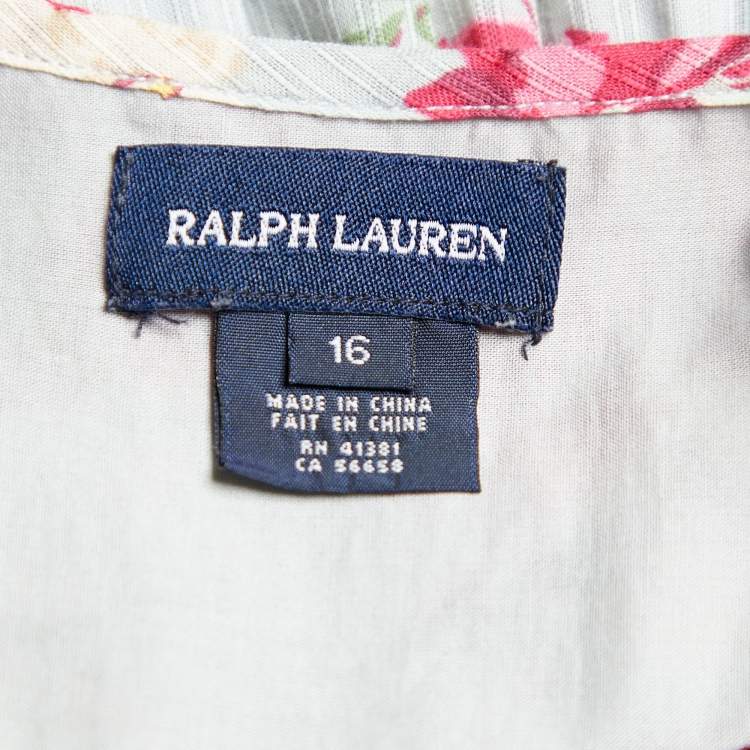 RALPH LAUREN
16
MADE IN CHINA
FAIT EN CHINE
RN 41381
CA 56658